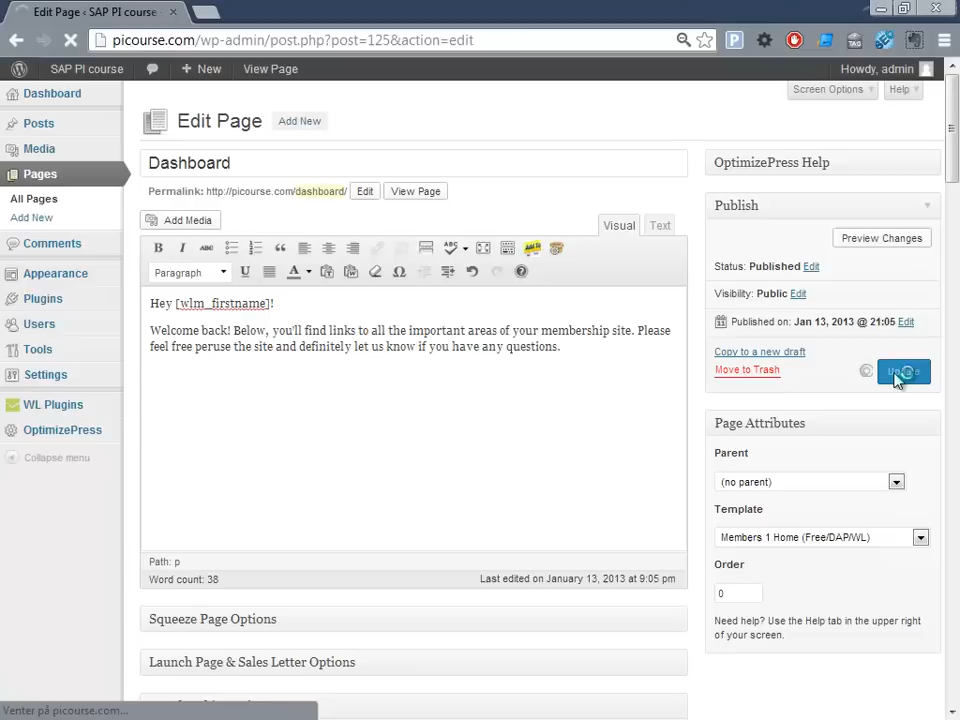 Edit Page ‹ SAP PI course
picourse.com/wp-admin/post.php?post=125&action=edit
SAP PI course
New
View Page
Howdy, admin
Dashboard
Posts
Media
Pages
All Pages
Add New
Comments
Appearance
Plugins
Users
Tools
Settings
WL Plugins
OptimizePress
Collapse menu
Screen Options
Help
Edit Page
Add New
Dashboard
Permalink: http://picourse.com/dashboard/ Edit View Page
Add Media
Visual
Text
Paragraph
Hey [wlm_firstname]!
Welcome back! Below, you'll find links to all the important areas of your membership site. Please
feel free peruse the site and definitely let us know if you have any questions.
Path: p
Word count: 38
Last edited on January 13, 2013 at 9:05 pm
Squeeze Page Options
Launch Page & Sales Letter Options
OptimizePress Help
Publish
Preview Changes
Status: Published Edit
Visibility: Public Edit
Published on: Jan 13, 2013 @ 21:05 Edit
Copy to a new draft
Move to Trash
Update
Page Attributes
Parent
(no parent)
Template
Members 1 Home (Free/DAP/WL)
Order
0
Need help? Use the Help tab in the upper right
of your screen.
Venter på picourse.com...